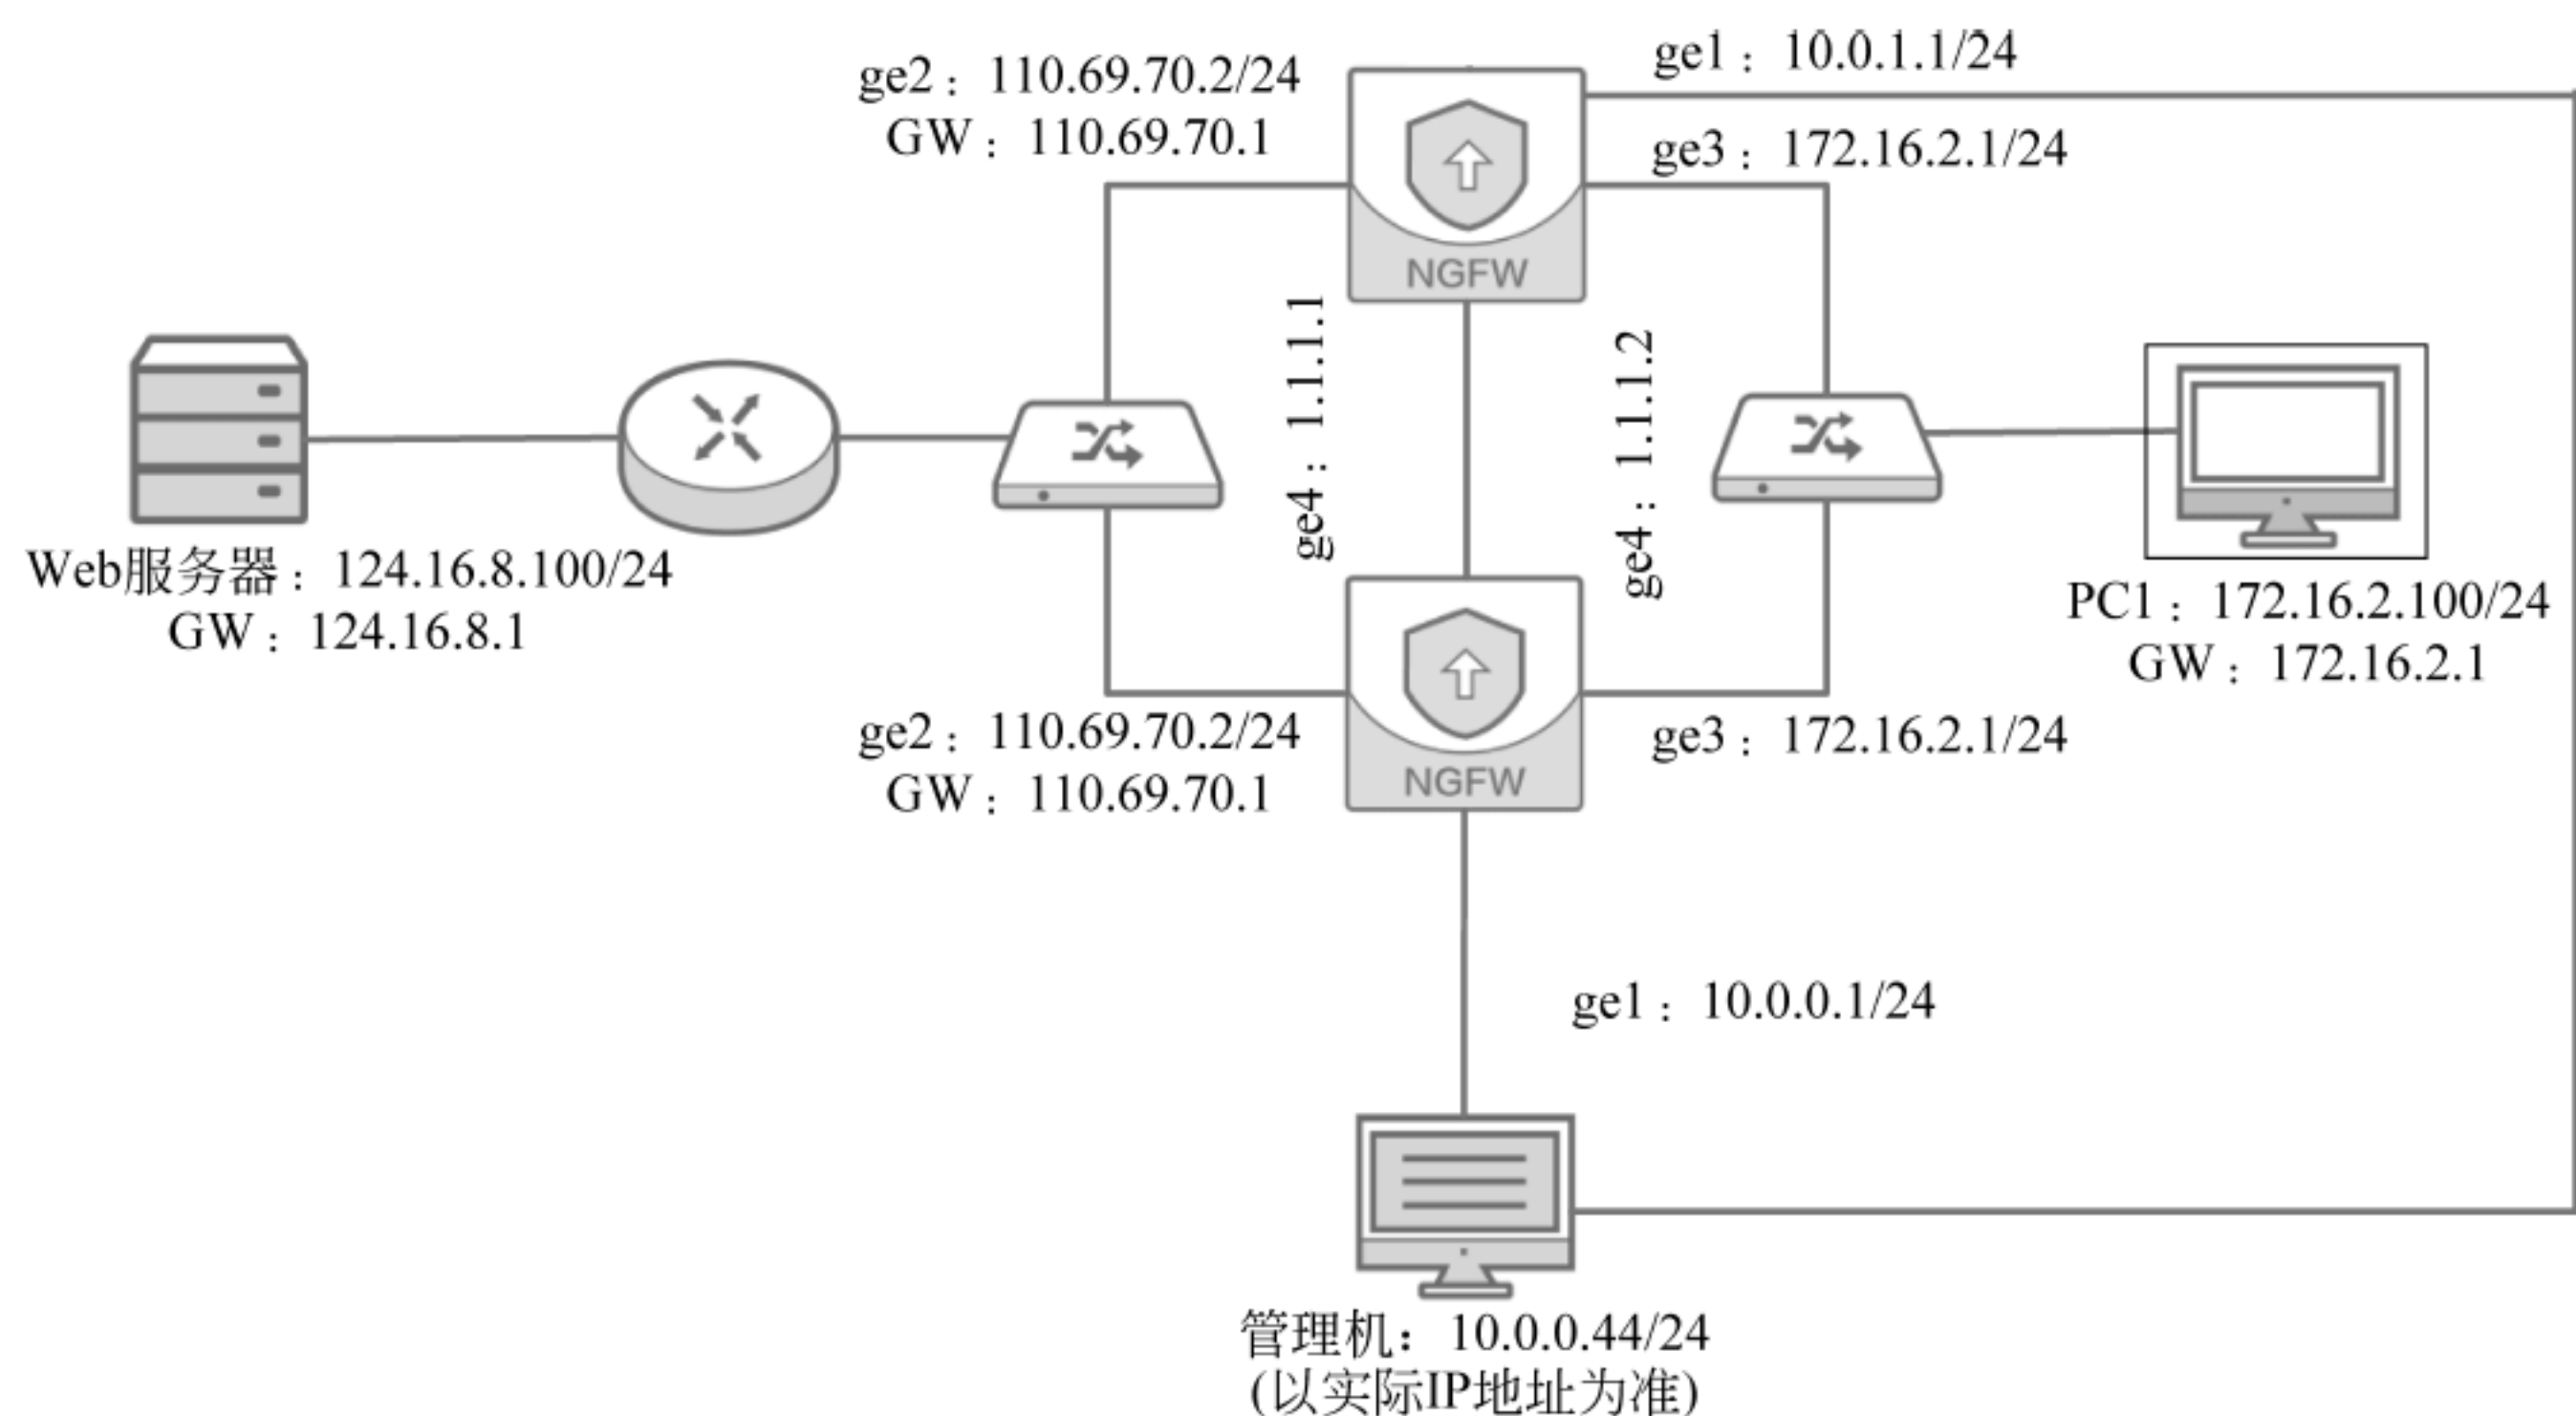 ge1：10.0.1.1/24
ge2：110.69.70.2/24
GW：110.69.70.1
ge3：172.16.2.1/24
NGFW
ge4：1.1.1.1
ge4：1.1.1.2
Web服务器：124.16.8.100/24
GW：124.16.8.1
PC1：172.16.2.100/24
GW：172.16.2.1
ge2：110.69.70.2/24
GW：110.69.70.1
ge3：172.16.2.1/24
NGFW
ge1：10.0.0.1/24
管理机：10.0.0.44/24
(以实际IP地址为准)